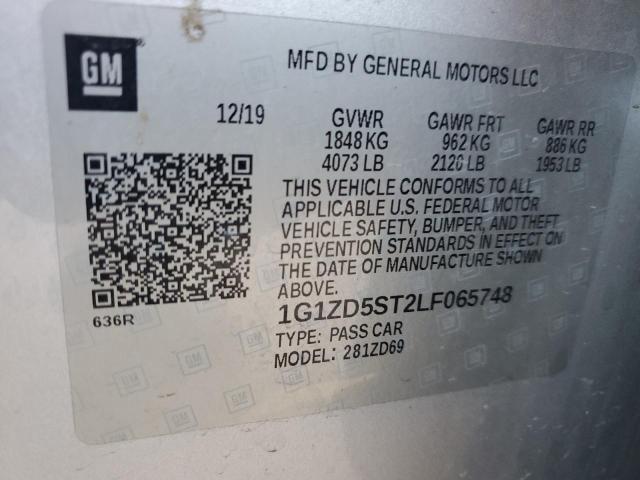 GM
MFD BY GENERAL MOTORS LLC
12/19 GVWR GAWR FRT GAWR RR
1848 KG 962 KG 886 KG
4073 LB 2120 LB 1953 LB
THIS VEHICLE CONFORMS TO ALL
APPLICABLE U.S. FEDERAL MOTOR
VEHICLE SAFETY, BUMPER, AND THEFT
PREVENTION STANDARDS IN EFFECT ON
THE DATE OF MANUFACTURE SHOWN
ABOVE.
1G1ZD5ST2LF065748
636R
TYPE: PASS CAR
MODEL: 281ZD69